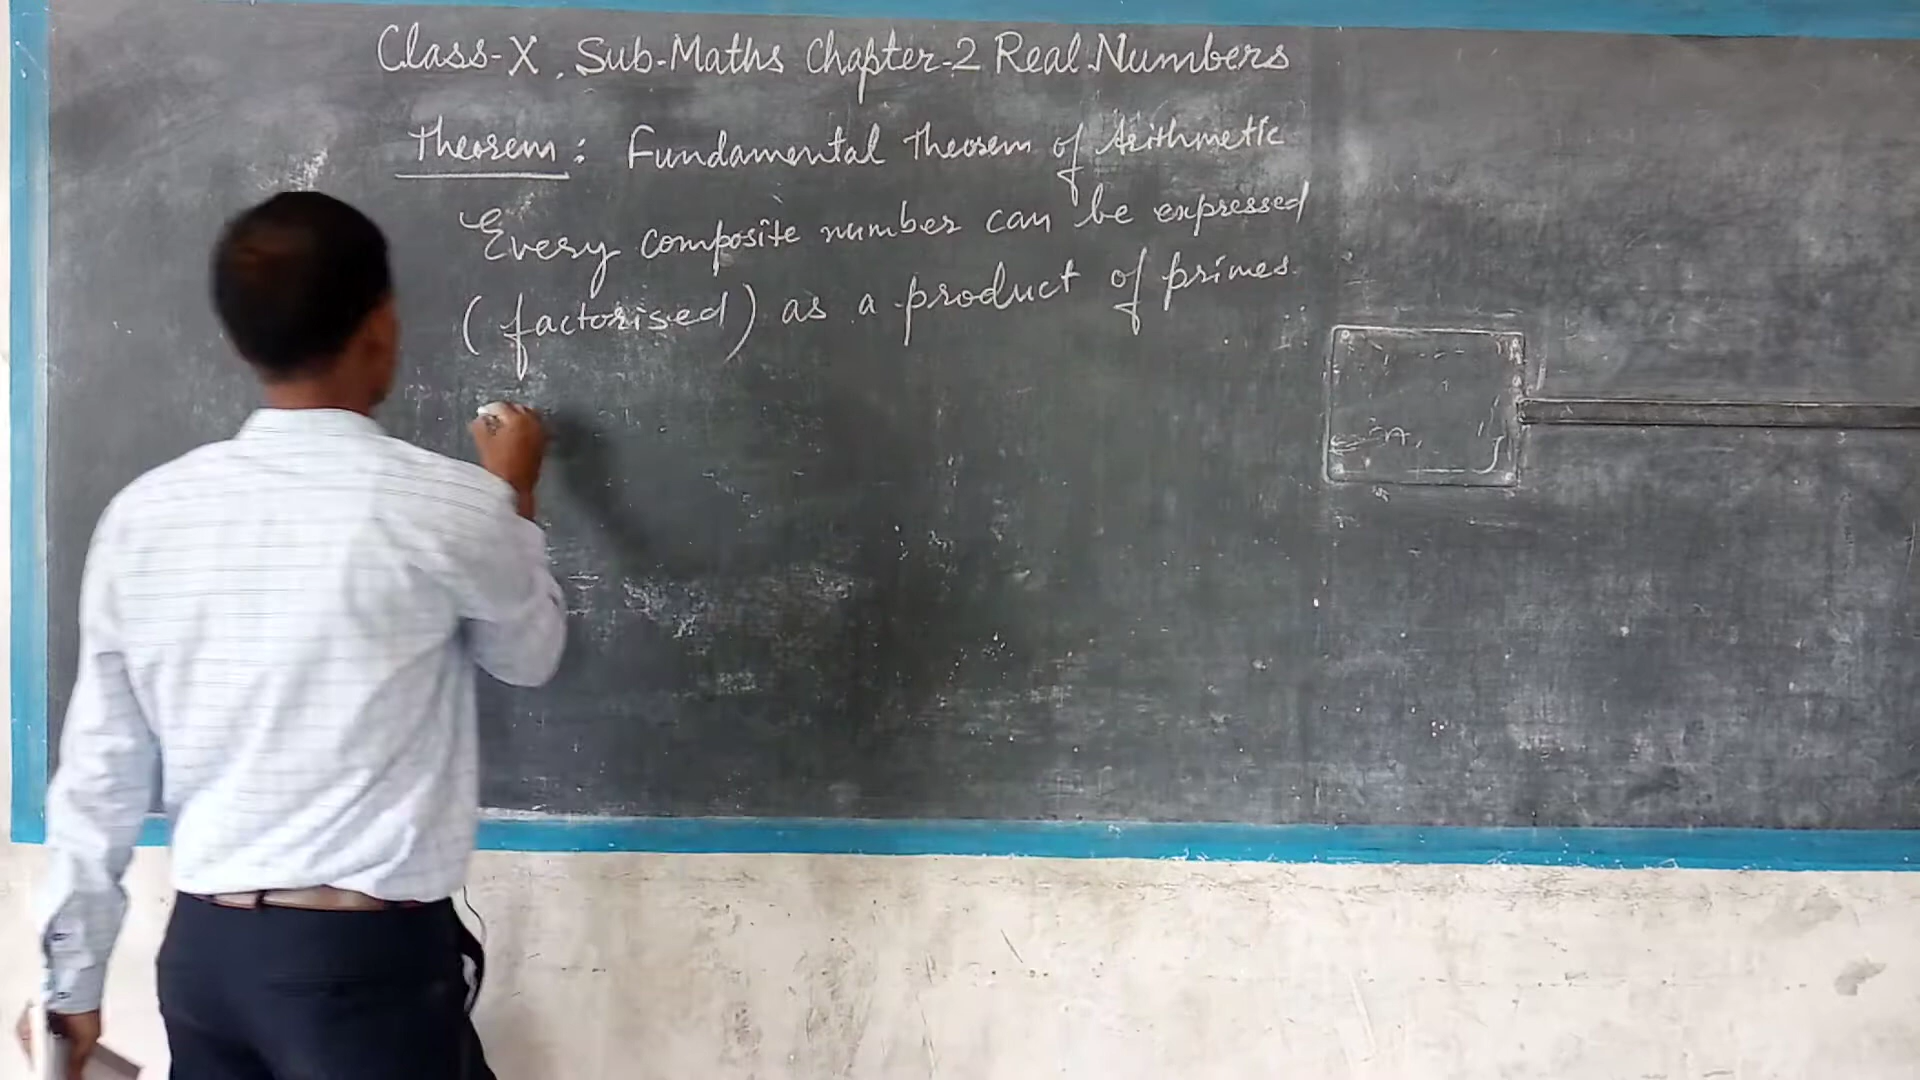 Class-X, Sub-Maths Chapter-2 Real Numbers
Theorem: Fundamental Theorem of Arithmetic
Every composite number can be expressed
(factorised) as a product of primes.